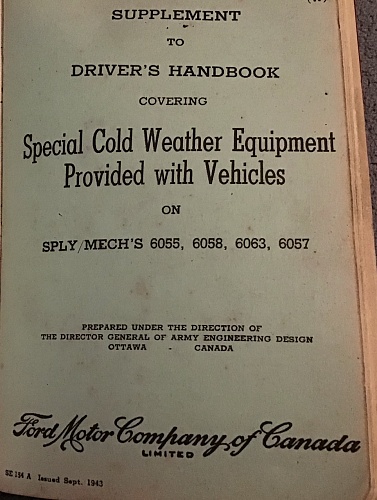 SUPPLEMENT
TO
DRIVER'S HANDBOOK
COVERING
Special Cold Weather Equipment
Provided with Vehicles
ON
SPLY/MECH'S 6055, 6058, 6063, 6057
PREPARED UNDER THE DIRECTION OF
THE DIRECTOR GENERAL OF ARMY ENGINEERING DESIGN
OTTAWA - CANADA
Ford Motor Company of Canada
LIMITED
SE 154 A Issued Sept. 1943